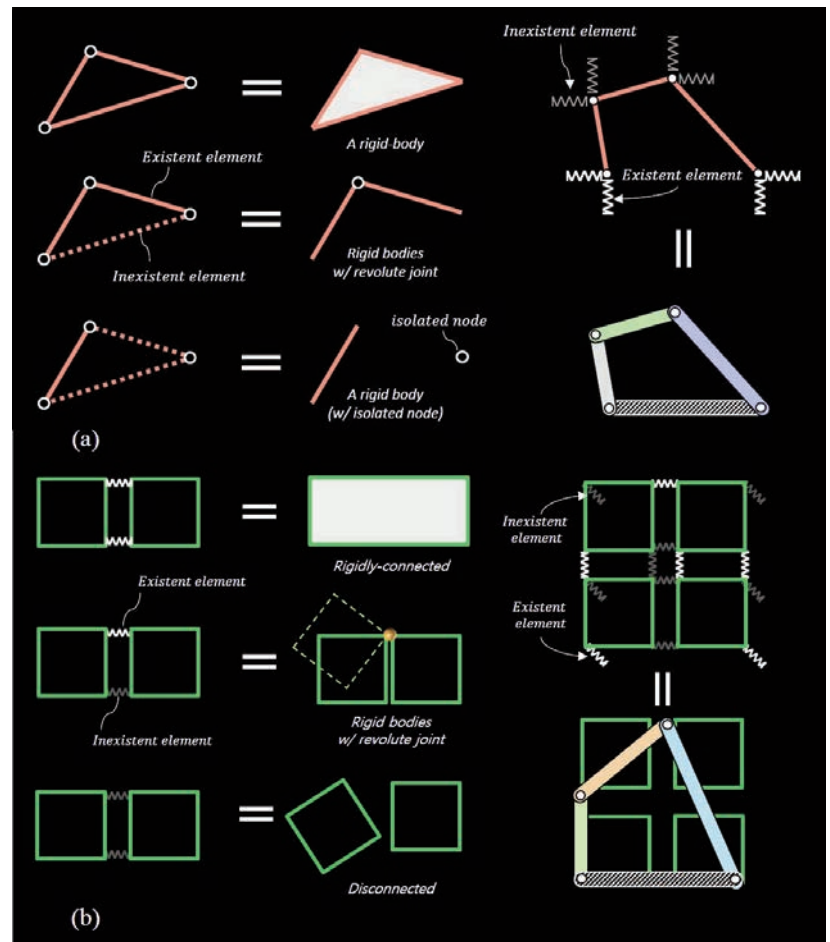 Inexistent element
A rigid-body
Existent element
Existent element
Inexistent element
Rigid bodies
w/ revolute joint
isolated node
A rigid body
(w/ isolated node)
(a)
Rigidly-connected
Inexistent
element
Existent element
Existent
element
Inexistent element
Rigid bodies
w/ revolute joint
Disconnected
(b)